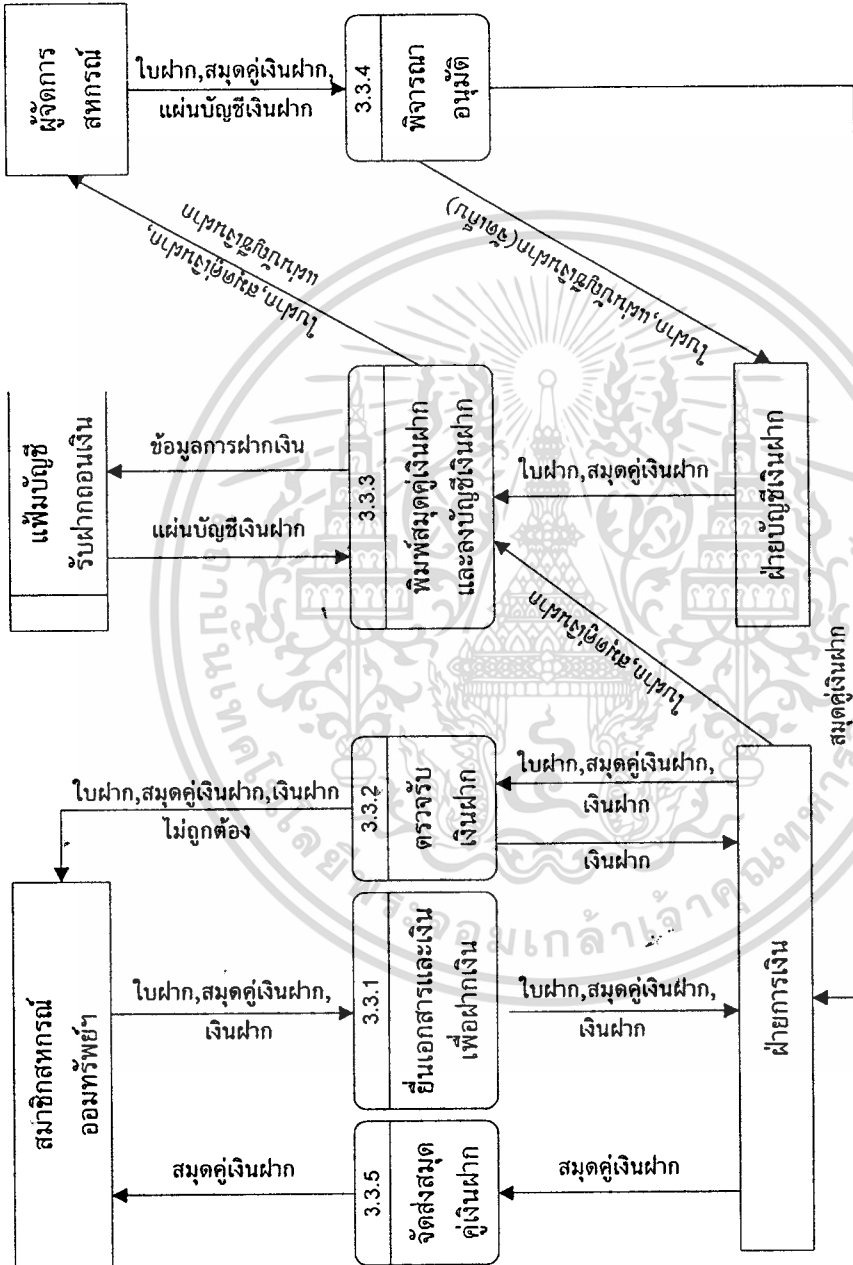 สมาชิกสหกรณ์
ออมทรัพย์ฯ
ใบฝาก,สมุดคู่เงินฝาก,เงินฝาก
ไม่ถูกต้อง
ใบฝาก,สมุดคู่เงินฝาก,
เงินฝาก
สมุดคู่เงินฝาก
3.3.5
จัดส่งสมุด
คู่เงินฝาก
3.3.1
ยื่นเอกสารและเงิน
เพื่อฝากเงิน
3.3.2
ตรวจรับ
เงินฝาก
สมุดคู่เงินฝาก
ใบฝาก,สมุดคู่เงินฝาก,
เงินฝาก
ใบฝาก,สมุดคู่เงินฝาก,
เงินฝาก
เงินฝาก
ฝ่ายการเงิน
ใบฝาก,สมุดคู่เงินฝาก
แฟ้มบัญชี
รับฝากถอนเงิน
ข้อมูลการฝากเงิน
แผ่นบัญชีเงินฝาก
3.3.3
พิมพ์สมุดคู่เงินฝาก
และลงบัญชีเงินฝาก
ใบฝาก,สมุดคู่เงินฝาก
ฝ่ายบัญชีเงินฝาก
ใบฝาก,สมุดคู่เงินฝาก,
แผ่นบัญชีเงินฝาก
ผู้จัดการ
สหกรณ์
ใบฝาก,สมุดคู่เงินฝาก,
แผ่นบัญชีเงินฝาก
3.3.4
พิจารณา
อนุมัติ
ใบฝาก,แผ่นบัญชีเงินฝาก(จัดเก็บ)
สมุดคู่เงินฝาก